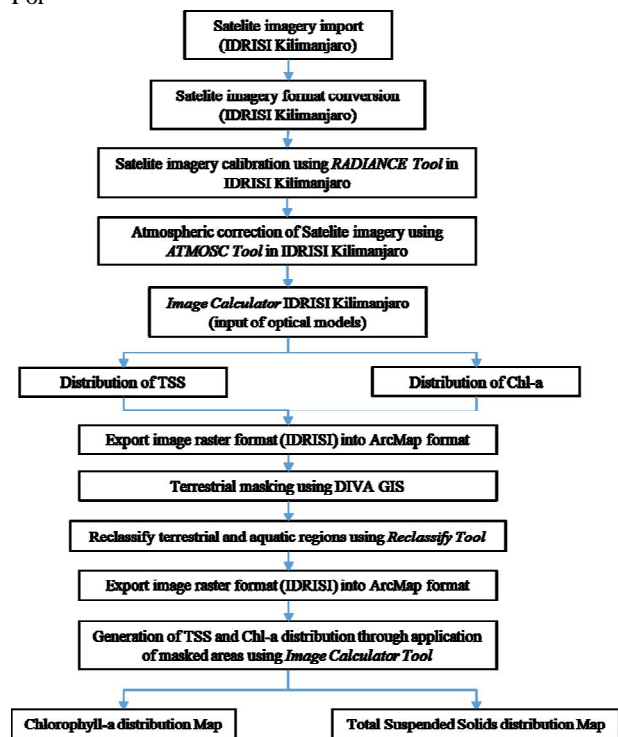 For
Satelite imagery import
(IDRISI Kilimanjaro)
Satelite imagery format conversion
(IDRISI Kilimanjaro)
Satelite imagery calibration using RADIANCE Tool in
IDRISI Kilimanjaro
Atmospheric correction of Satelite imagery using
ATMOSC Tool in IDRISI Kilimanjaro
Image Calculator IDRISI Kilimanjaro
(input of optical models)
Distribution of TSS
Distribution of Chl-a
Export image raster format (IDRISI) into ArcMap format
Terrestrial masking using DIVA GIS
Reclassify terrestrial and aquatic regions using Reclassify Tool
Export image raster format (IDRISI) into ArcMap format
Generation of TSS and Chl-a distribution through application
of masked areas using Image Calculator Tool
Chlorophyll-a distribution Map
Total Suspended Solids distribution Map